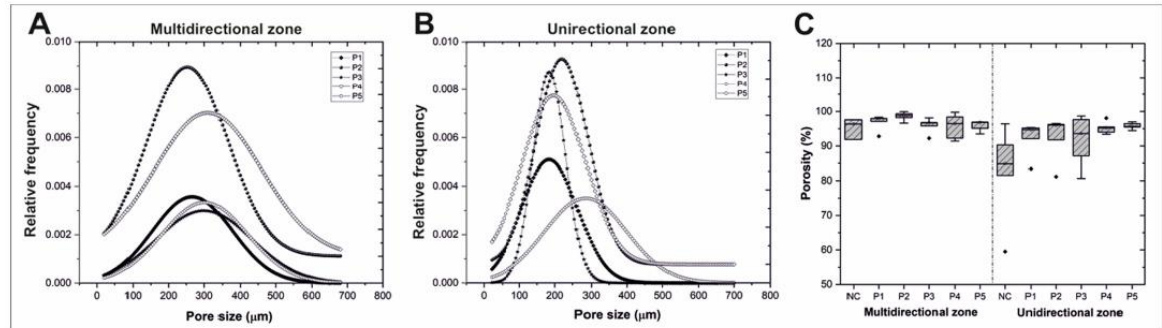 A
Multidirectional zone
0.010
0.008
0.006
0.004
0.002
0.000
Relative frequency
0 100 200 300 400 500 600 700 800
Pore size (μm)
P1
P2
P3
P4
P5
B
Unirectional zone
0.010
0.008
0.006
0.004
0.002
0.000
Relative frequency
0 100 200 300 400 500 600 700
Pore size (μm)
P1
P2
P3
P4
P5
C
120
110
100
90
80
70
60
50
Porosity (%)
NC P1 P2 P3 P4 P5 NC P1 P2 P3 P4 P5
Multidirectional zone Unidirectional zone